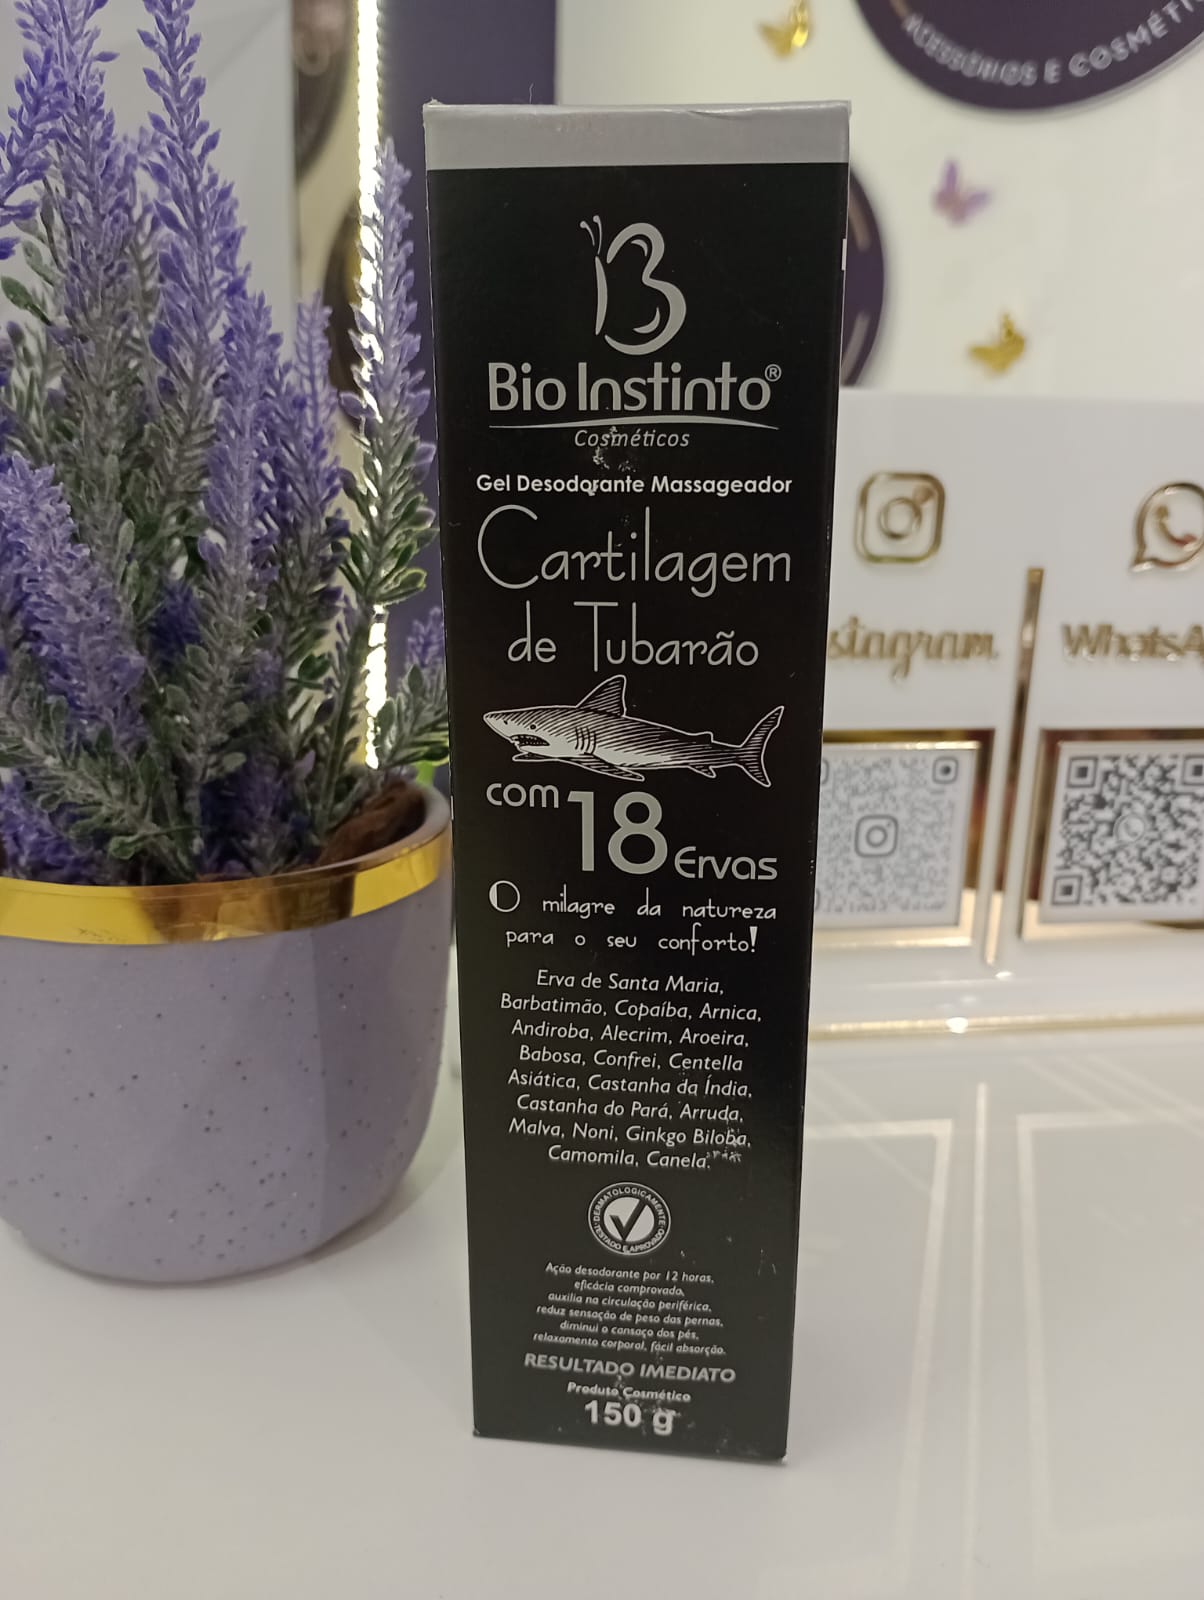 ACESSÓRIOS E COSMÉTI
B
Bio Instinto®
Cosméticos
Gel Desodorante Massageador
Cartilagem
de Tubarão
com 18 Ervas
O milagre da natureza
para o seu conforto!
Erva de Santa Maria,
Barbatimão, Copaíba, Arnica,
Andiroba, Alecrim, Aroeira,
Babosa, Confrei, Centella
Asiática, Castanha da Índia,
Castanha do Pará, Arruda,
Malva, Noni, Ginkgo Biloba,
Camomila, Canela.
DERMATOLOGICAMENTE
TESTADO E APROVADO
Ação desodorante por 12 horas,
eficácia comprovada,
auxilia na circulação periférica,
reduz sensação de peso das pernas,
diminui o cansaço dos pés,
relaxamento corporal, fácil absorção.
RESULTADO IMEDIATO
Produto Cosmético
150 g
stagram.
WhatsA